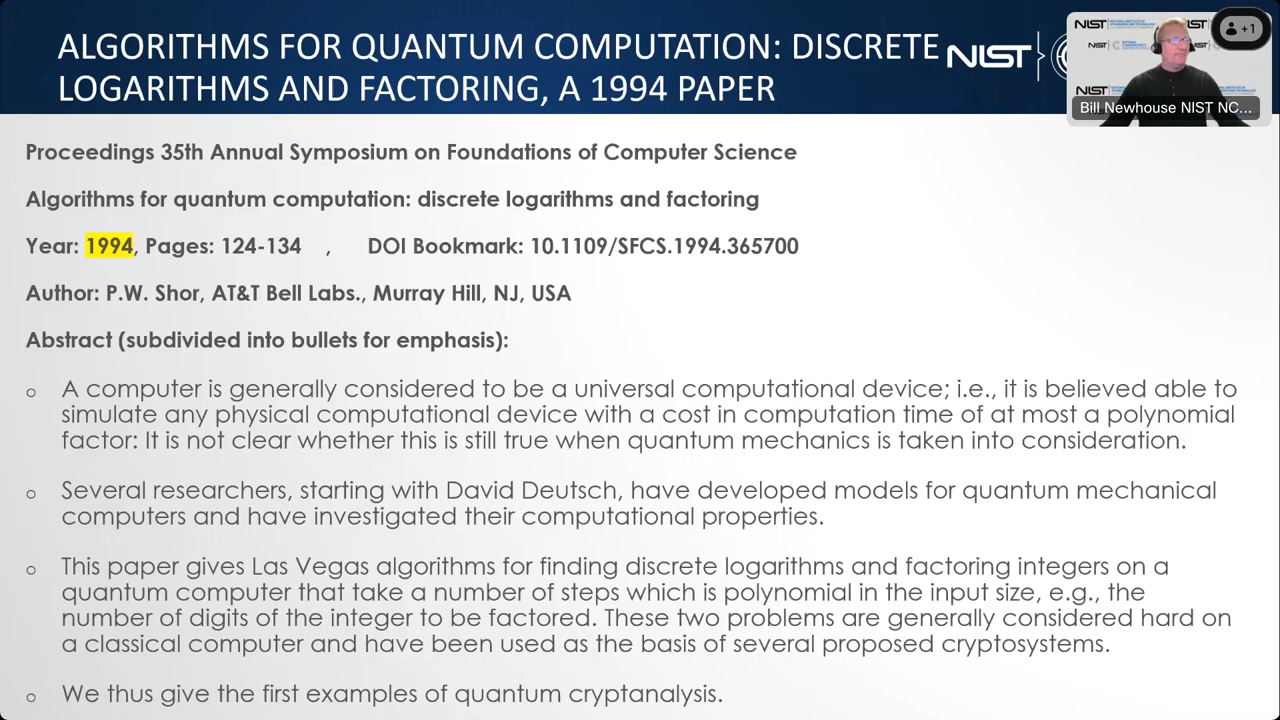 ALGORITHMS FOR QUANTUM COMPUTATION: DISCRETE
LOGARITHMS AND FACTORING, A 1994 PAPER
NIST
NIST
NIST
NIST
NIST
+1
Bill Newhouse NIST NC...
Proceedings 35th Annual Symposium on Foundations of Computer Science
Algorithms for quantum computation: discrete logarithms and factoring
Year: 1994, Pages: 124-134 , DOI Bookmark: 10.1109/SFCS.1994.365700
Author: P.W. Shor, AT&T Bell Labs., Murray Hill, NJ, USA
Abstract (subdivided into bullets for emphasis):
o A computer is generally considered to be a universal computational device; i.e., it is believed able to
simulate any physical computational device with a cost in computation time of at most a polynomial
factor: It is not clear whether this is still true when quantum mechanics is taken into consideration.
o Several researchers, starting with David Deutsch, have developed models for quantum mechanical
computers and have investigated their computational properties.
o This paper gives Las Vegas algorithms for finding discrete logarithms and factoring integers on a
quantum computer that take a number of steps which is polynomial in the input size, e.g., the
number of digits of the integer to be factored. These two problems are generally considered hard on
a classical computer and have been used as the basis of several proposed cryptosystems.
o We thus give the first examples of quantum cryptanalysis.